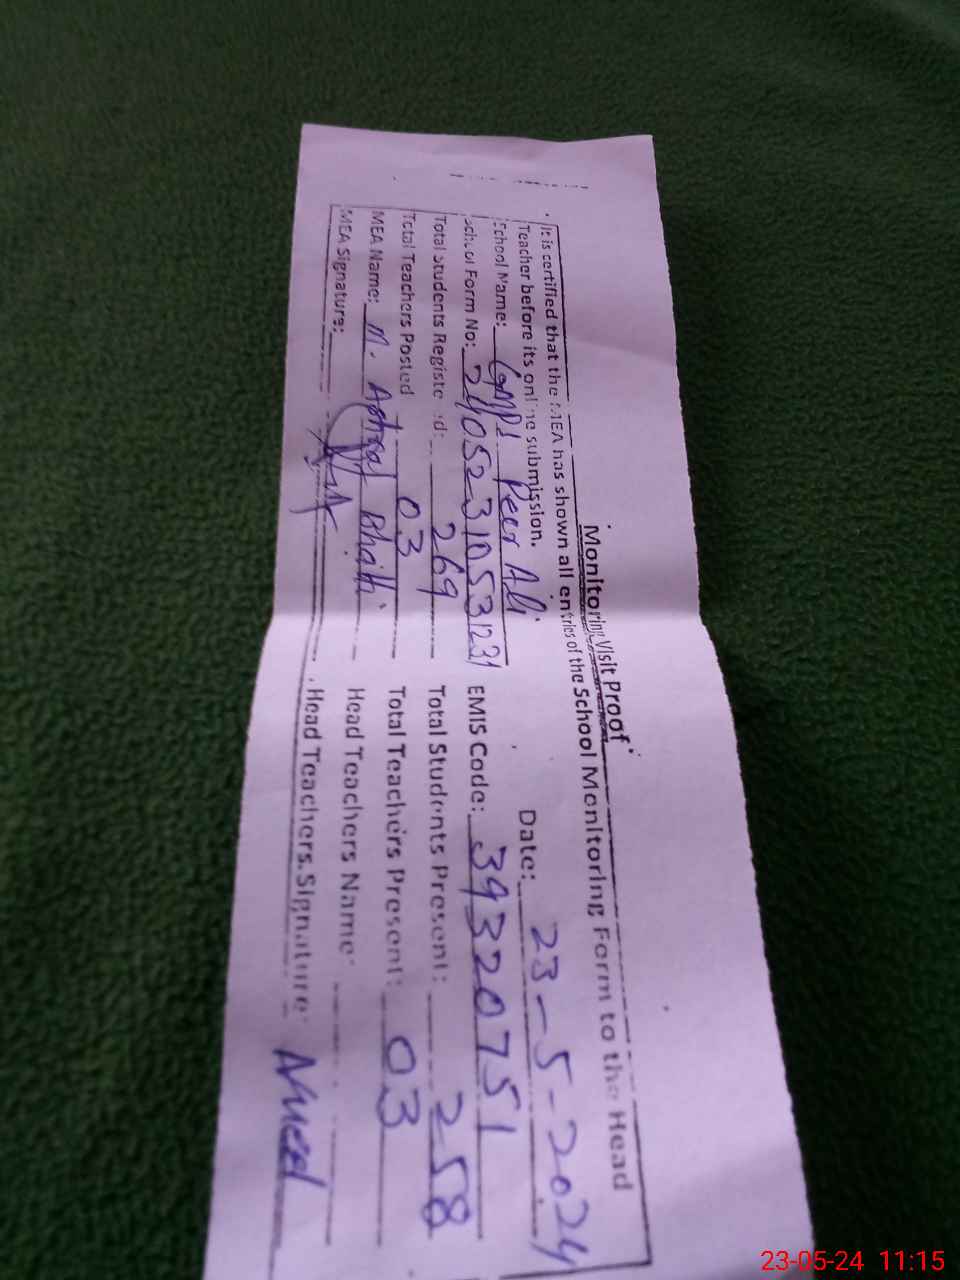 Monitoring Visit Proof
It is certified that the MEA has shown all entries of the School Monitoring Form to the Head
Teacher before its online submission. Date: 23-5-2024
School Name: GMPS Peer Ali
School Form No: 24052310531231 EMIS Code: 39320751
Total Students Registered: 269 Total Students Present: 258
Total Teachers Posted 03 Total Teachers Present: 03
MEA Name: M. Bhatti Head Teachers Name
MEA Signature: Head Teachers Signature:
23-05-24 11:15